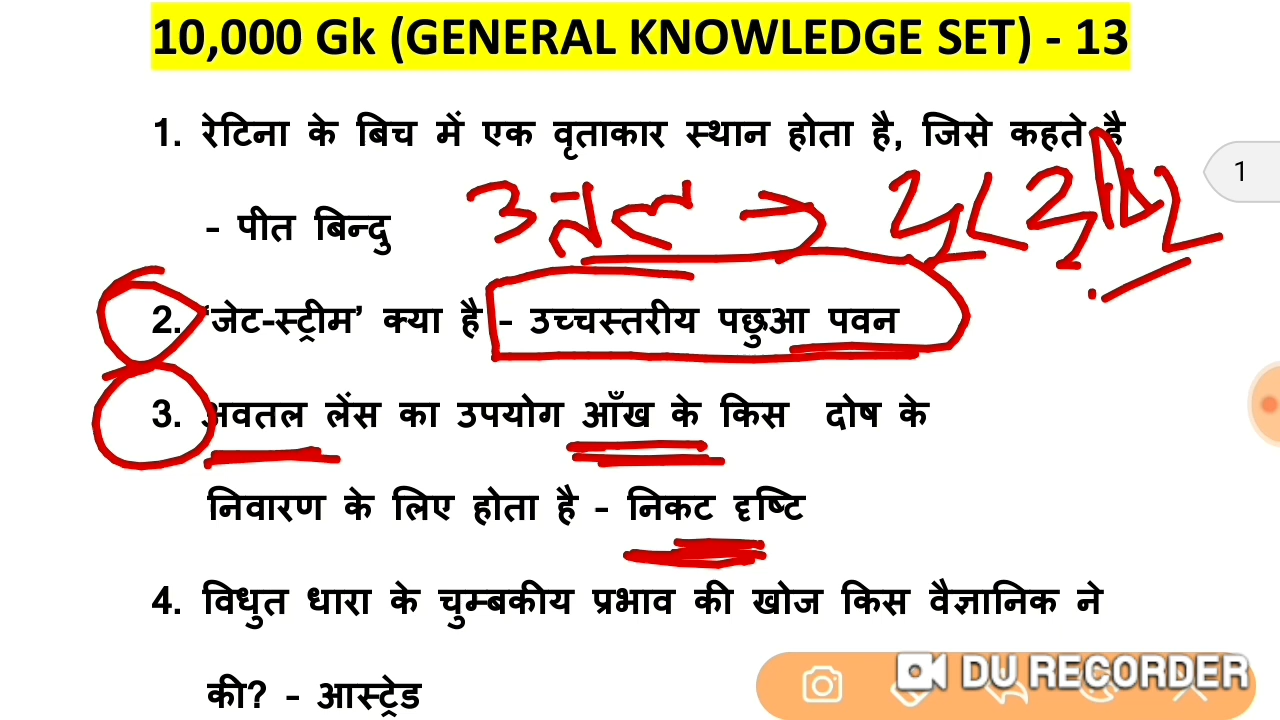 10,000 Gk (GENERAL KNOWLEDGE SET) - 13
1. रेटिना के बिच में एक वृताकार स्थान होता है, जिसे कहते है
1
- पीत बिन्दु
2. 'जेट-स्ट्रीम' क्या है - उच्चस्तरीय पछुआ पवन
3. अवतल लेंस का उपयोग आँख के किस दोष के
निवारण के लिए होता है - निकट दृष्टि
4. विधुत धारा के चुम्बकीय प्रभाव की खोज किस वैज्ञानिक ने
की? - आस्ट्रेड
DU RECORDER